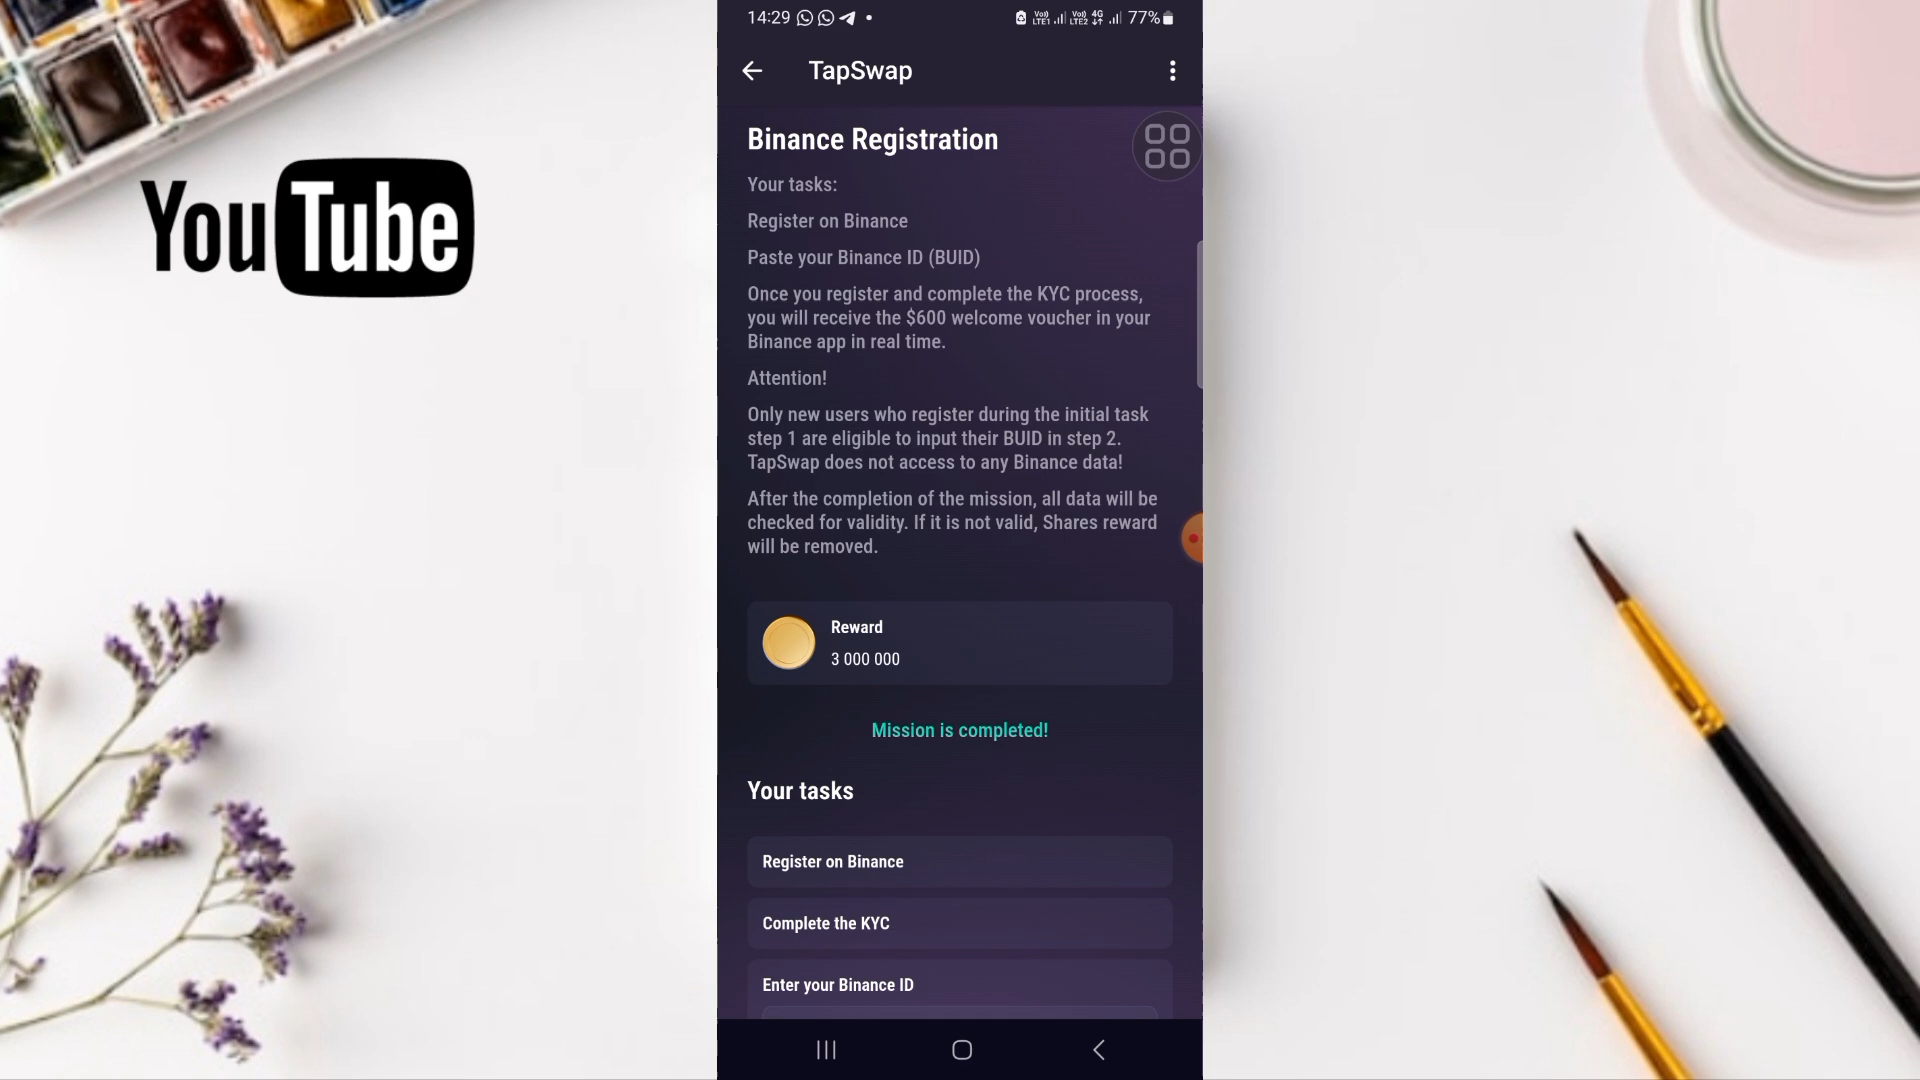 YouTube
14:29
Vo)) LTE1 Vo)) LTE2 4G 77%
TapSwap
Binance Registration
Your tasks:
Register on Binance
Paste your Binance ID (BUID)
Once you register and complete the KYC process,
you will receive the $600 welcome voucher in your
Binance app in real time.
Attention!
Only new users who register during the initial task
step 1 are eligible to input their BUID in step 2.
TapSwap does not access to any Binance data!
After the completion of the mission, all data will be
checked for validity. If it is not valid, Shares reward
will be removed.
Reward
3 000 000
Mission is completed!
Your tasks
Register on Binance
Complete the KYC
Enter your Binance ID